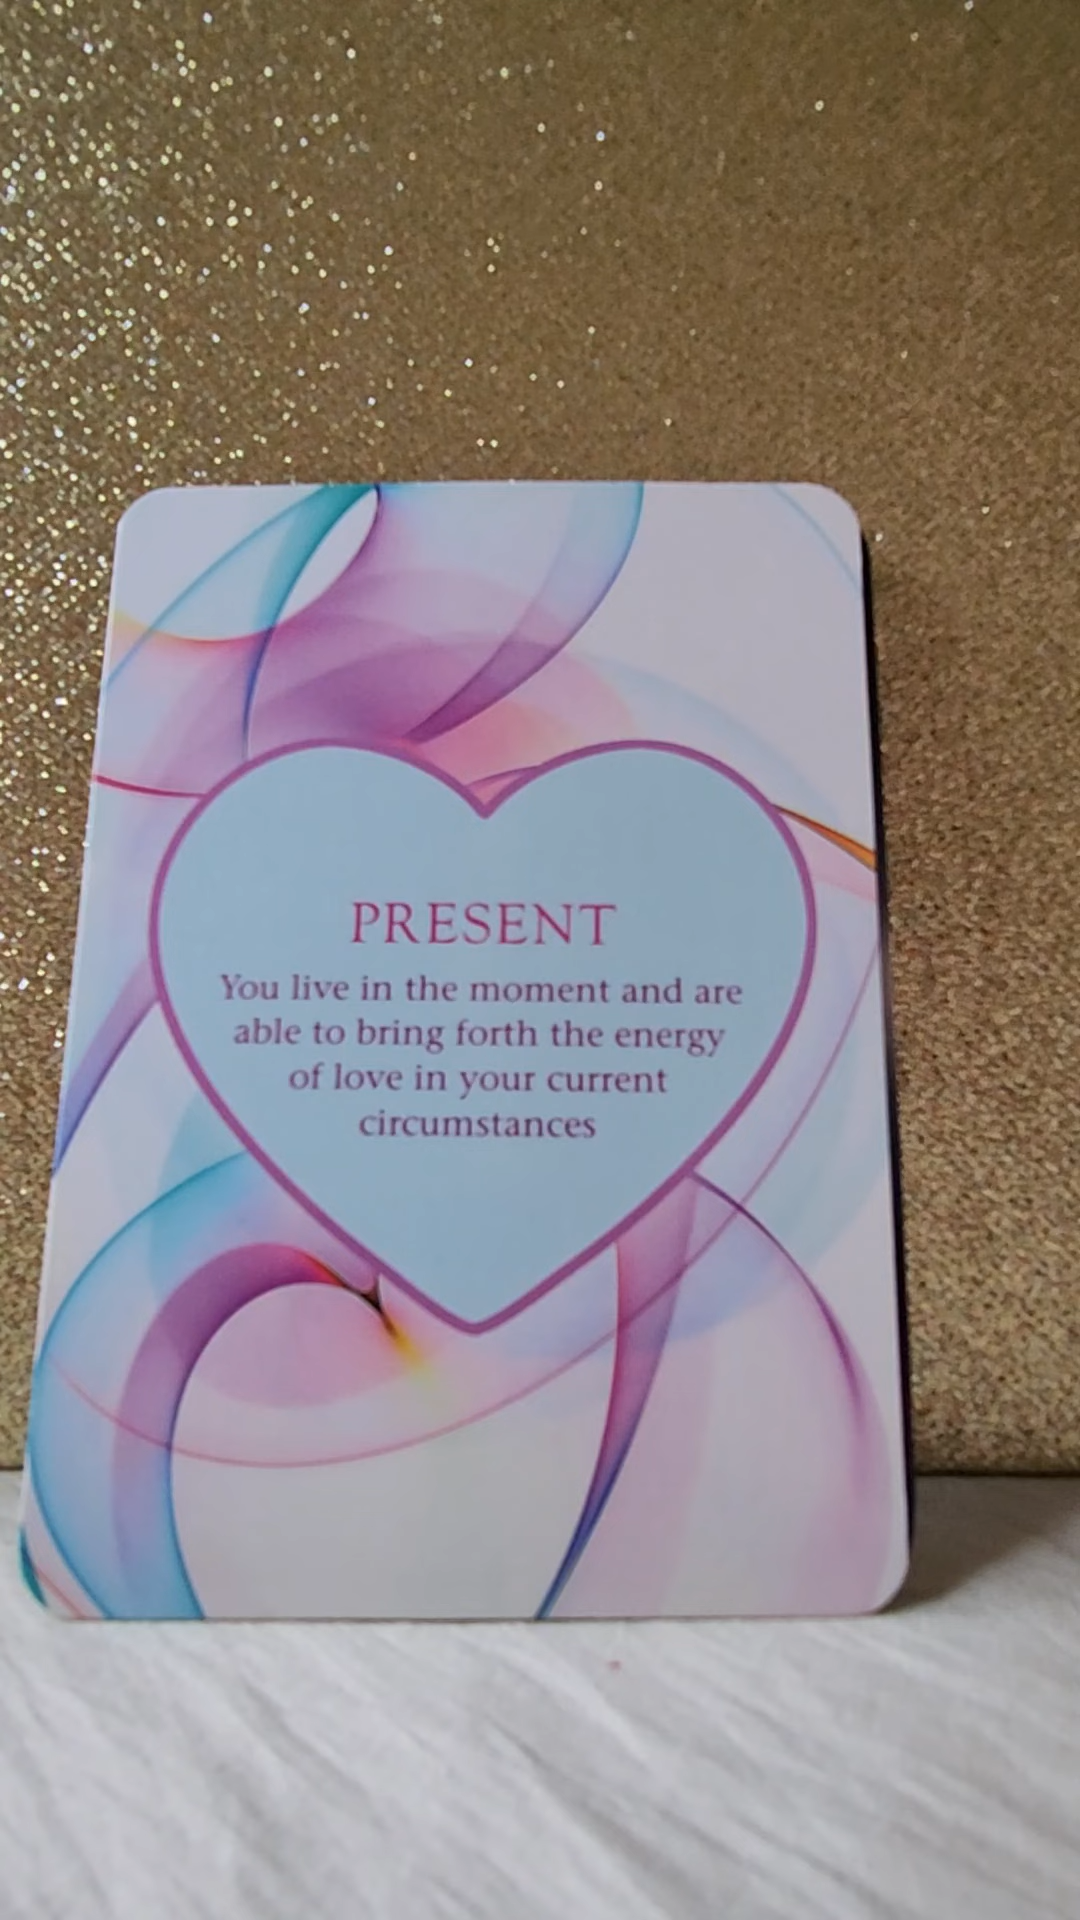 PRESENT
You live in the moment and are
able to bring forth the energy
of love in your current
circumstances